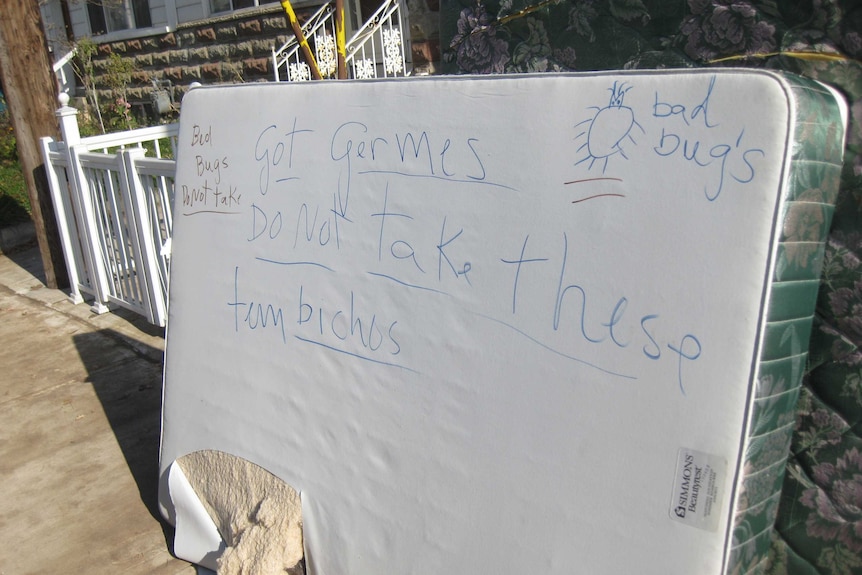 Bed
Bugs
Do Not take
Got Germes
Do Not take these
tem bichos
bad
bug's
SIMMONS
Beautyrest